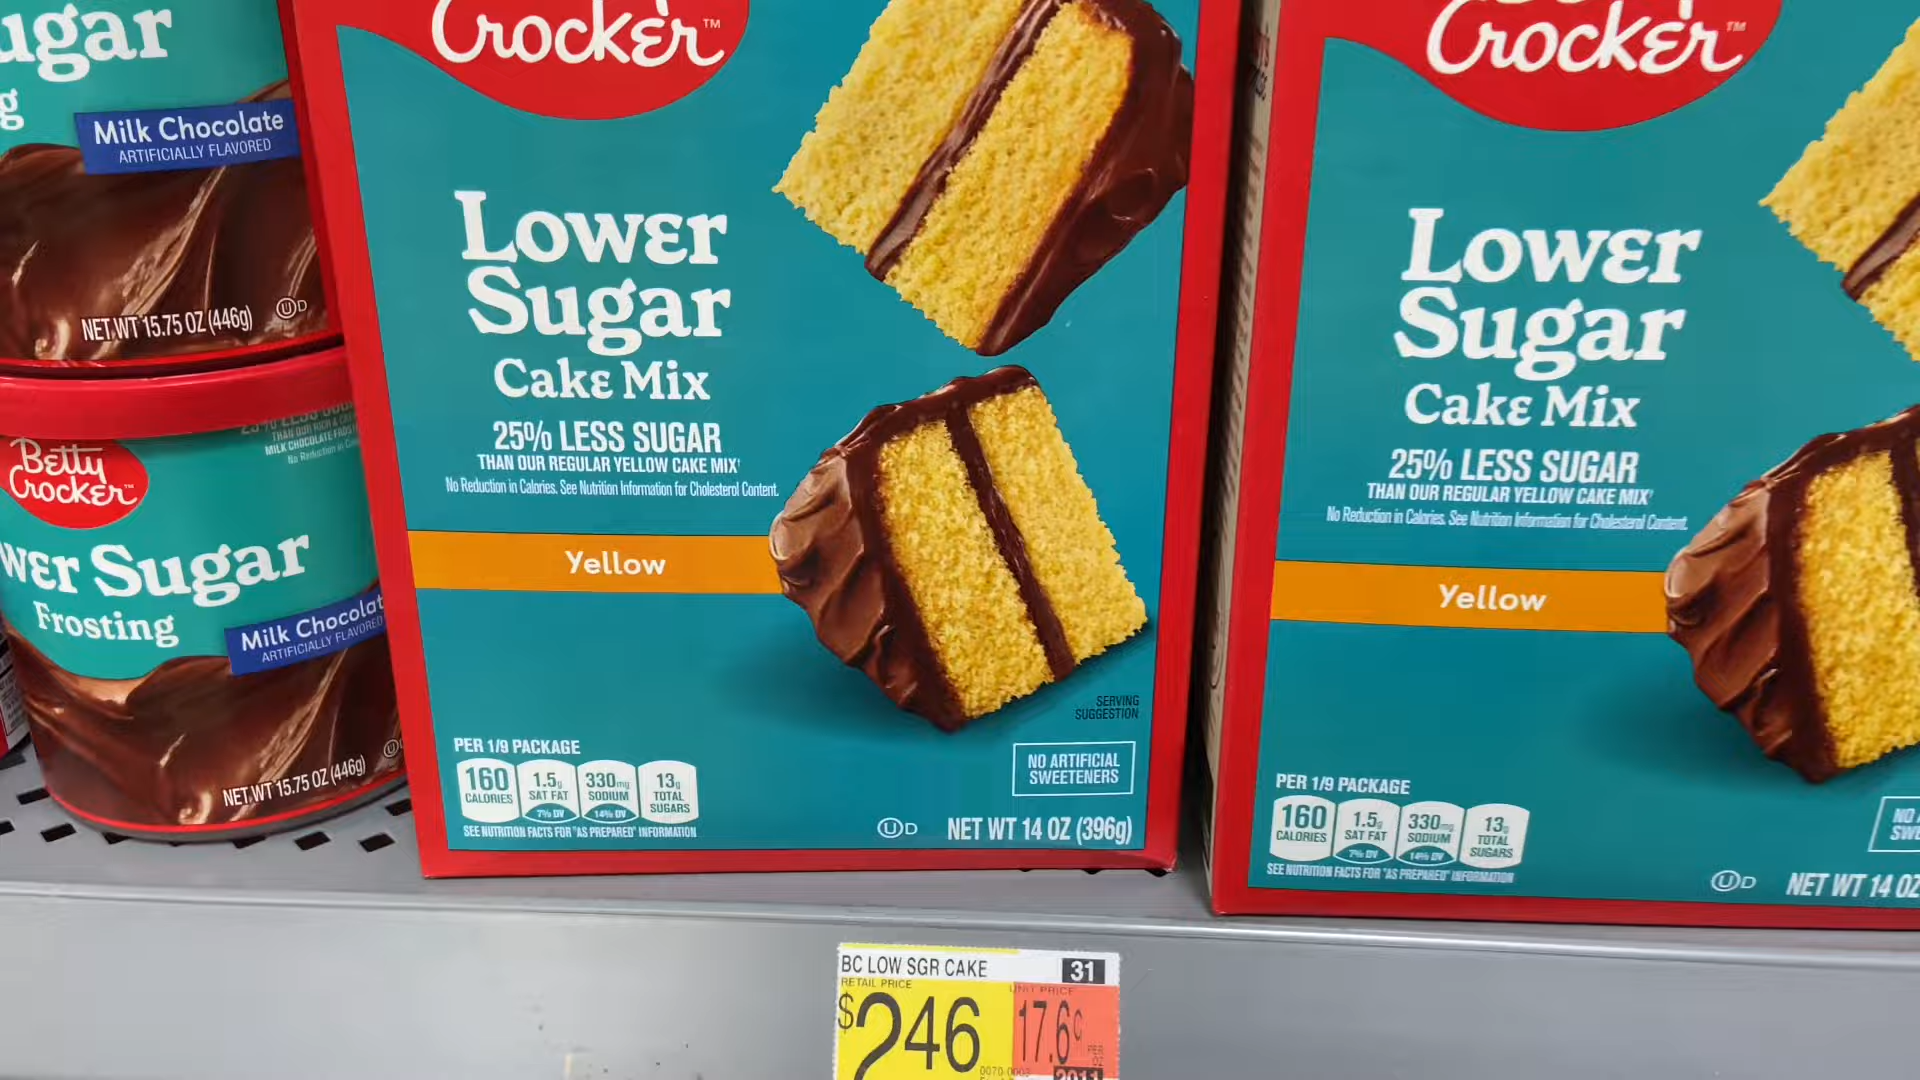 ugar
g
Milk Chocolate
ARTIFICIALLY FLAVORED
NET WT 15.75 OZ (446g)
UD
Betty
Crocker™
wer Sugar
Frosting
Milk Chocolat
ARTIFICIALLY FLAVORED
NET WT 15.75 OZ (446g)
Crocker™
Lower
Sugar
Cake Mix
25% LESS SUGAR
THAN OUR REGULAR YELLOW CAKE MIX†
No Reduction in Calories. See Nutrition Information for Cholesterol Content.
Yellow
SERVING
SUGGESTION
PER 1/9 PACKAGE
160 CALORIES
1.5g SAT FAT 7% DV
330mg SODIUM 14% DV
13g TOTAL SUGARS
SEE NUTRITION FACTS FOR "AS PREPARED" INFORMATION
NO ARTIFICIAL
SWEETENERS
UD NET WT 14 OZ (396g)
Crocker™
Lower
Sugar
Cake Mix
25% LESS SUGAR
THAN OUR REGULAR YELLOW CAKE MIX†
No Reduction in Calories. See Nutrition Information for Cholesterol Content.
Yellow
PER 1/9 PACKAGE
160 CALORIES
1.5g SAT FAT 7% DV
330mg SODIUM 14% DV
13g TOTAL SUGARS
SEE NUTRITION FACTS FOR "AS PREPARED" INFORMATION
NO
SWE
UD NET WT 14 OZ
BC LOW SGR CAKE 31
RETAIL PRICE UNIT PRICE
$246 17.6¢
PER
OZ